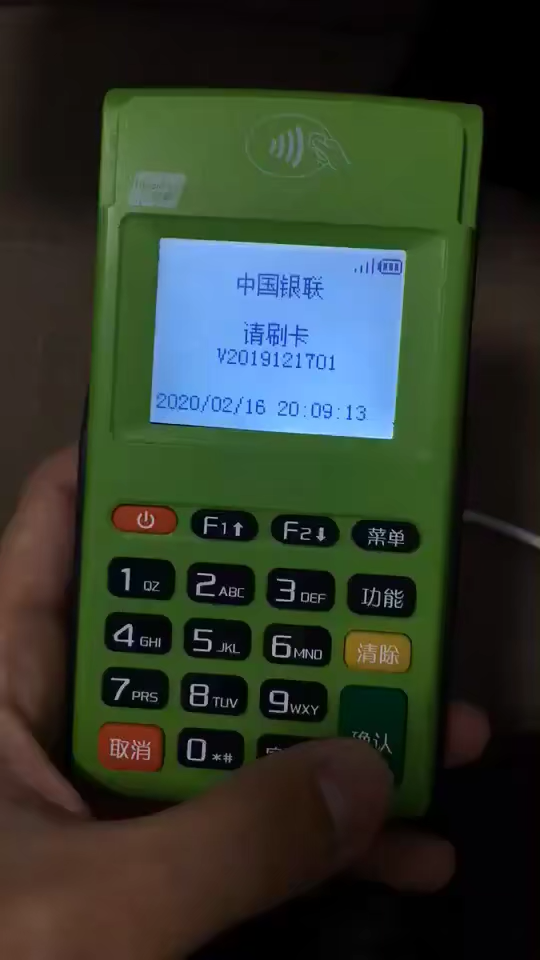 中国银联
请刷卡
V2019121701
2020/02/16 20:09:13
F1↑ F2↓ 菜单
1 QZ 2 ABC 3 DEF 功能
4 GHI 5 JKL 6 MNO 清除
7 PRS 8 TUV 9 WXY 确认
取消 0 *#